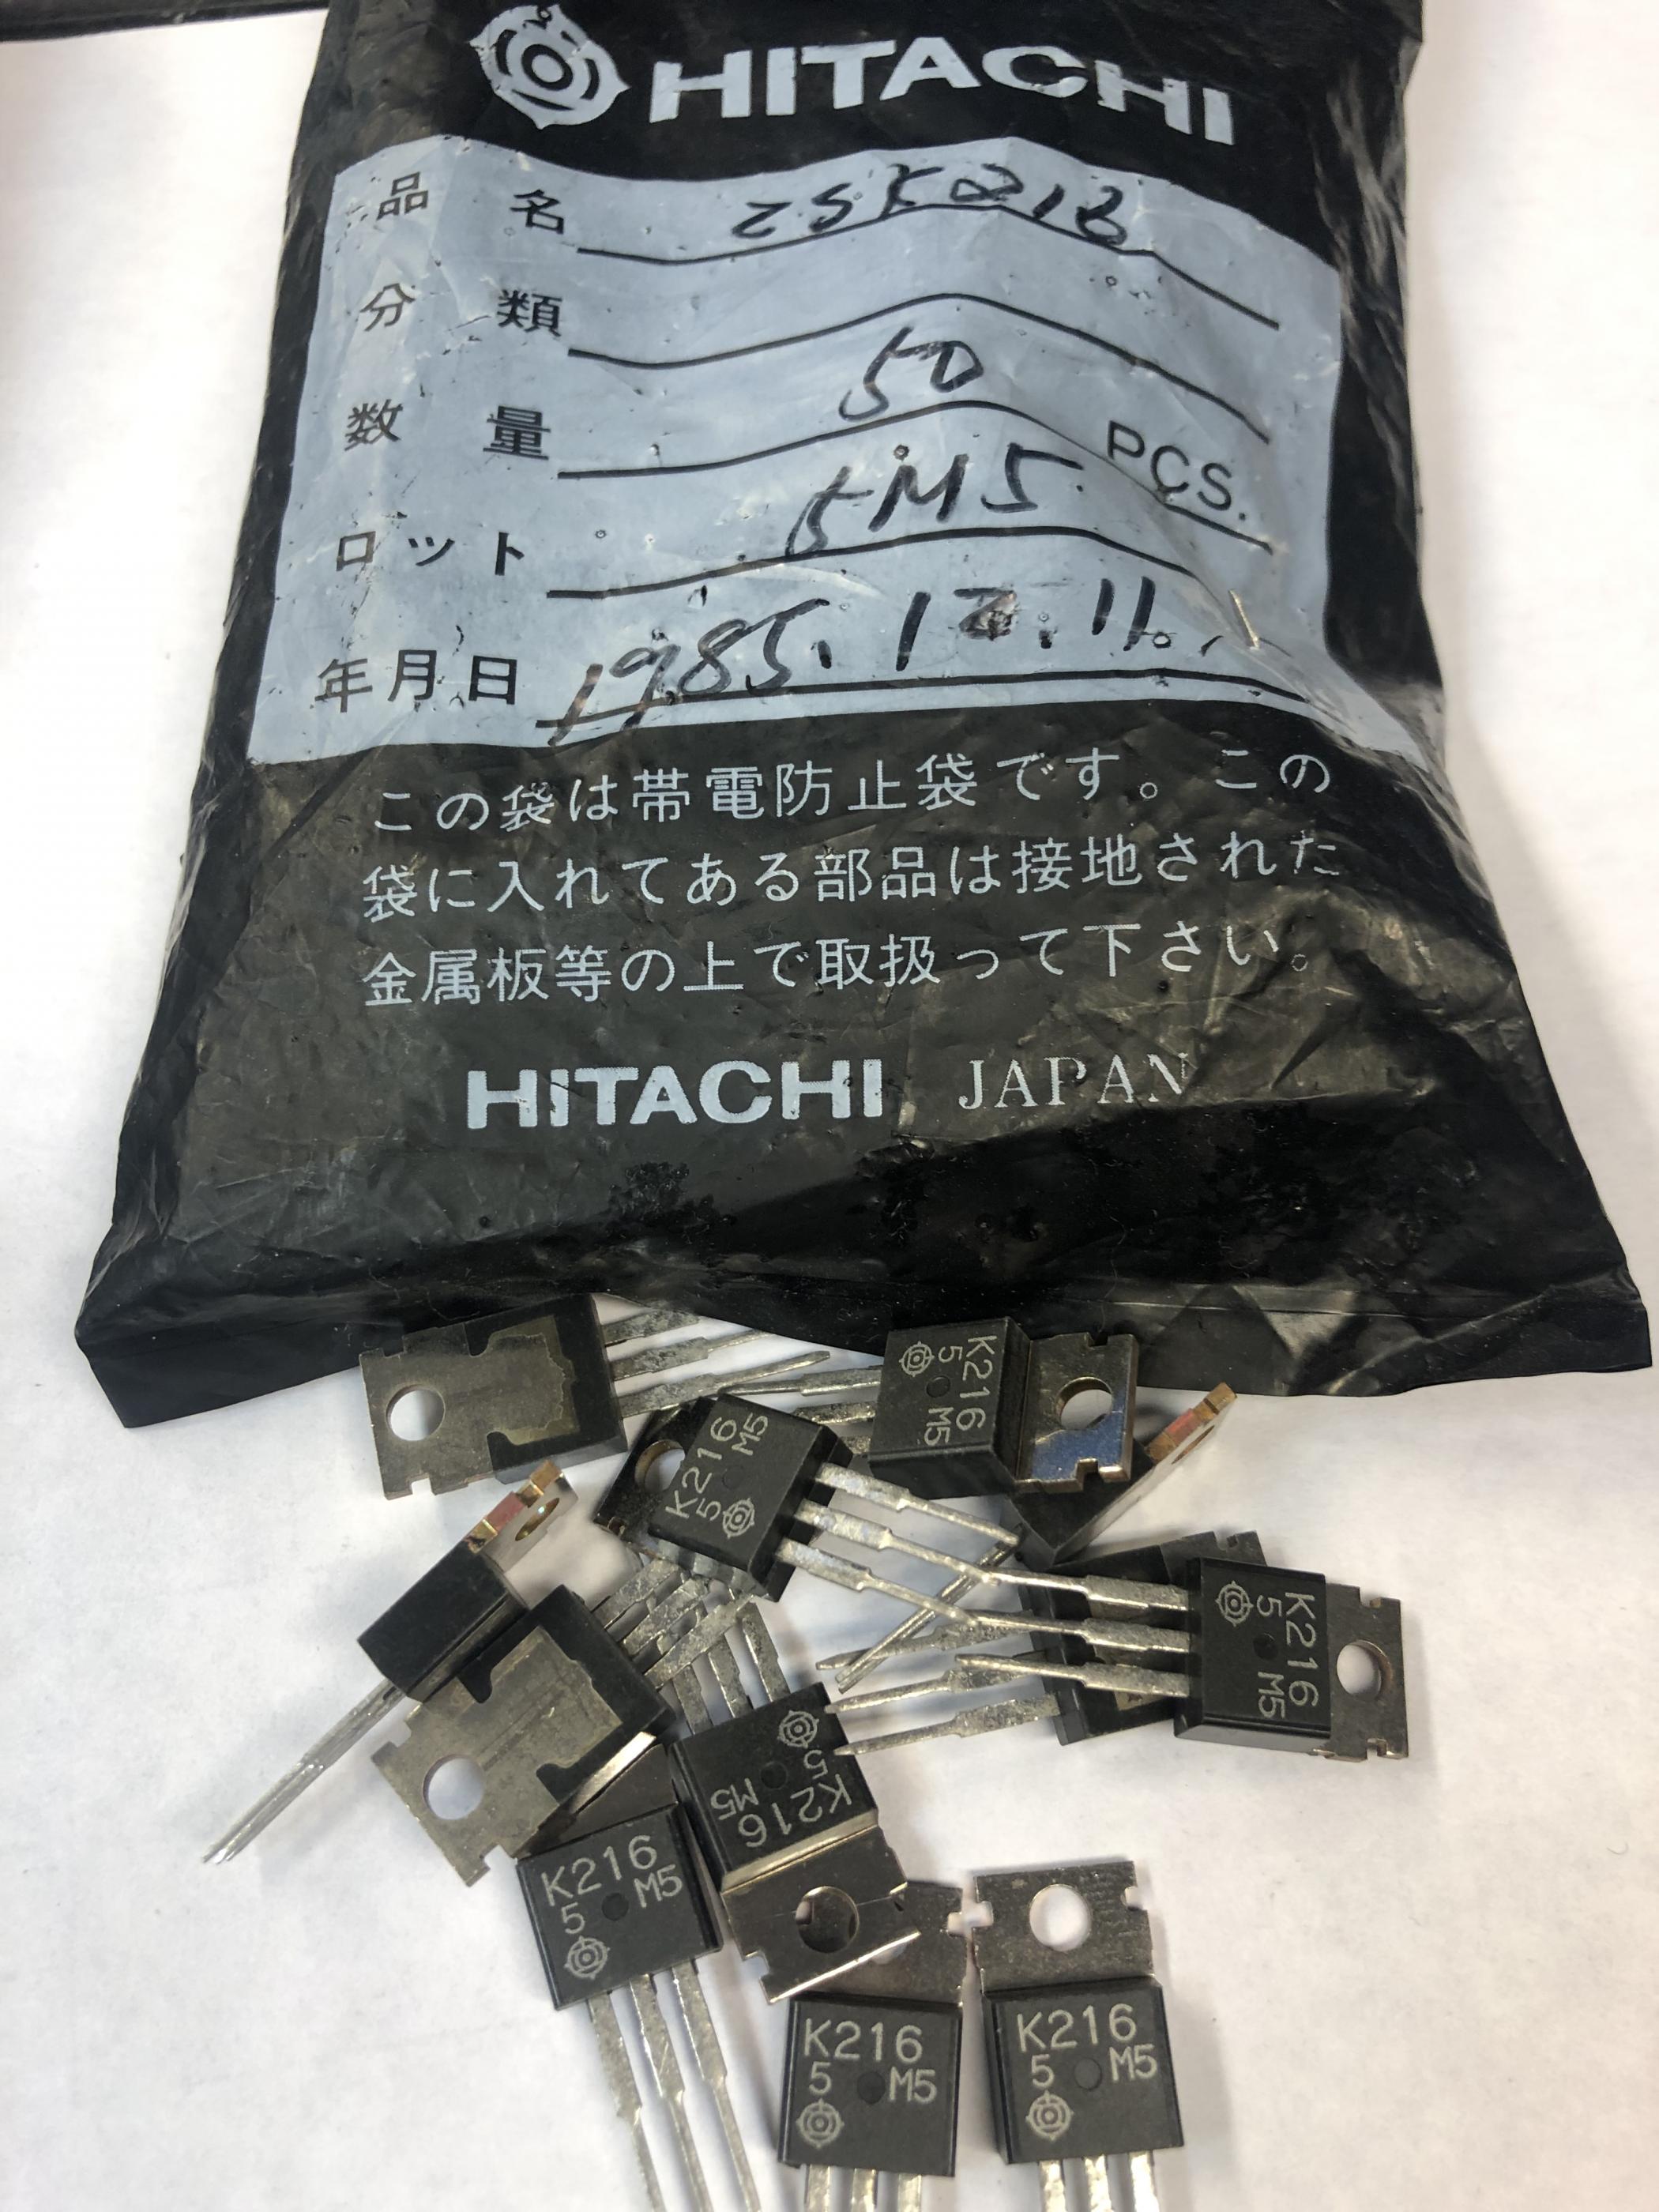 HITACHI
品名 2SK216
分類
数量 50 PCS.
ロット 5M5
年月日 1985.12.11.
この袋は帯電防止袋です。この
袋に入れてある部品は接地された
金属板等の上で取扱って下さい。
HITACHI JAPAN
K216
5 M5
K216
5 M5
K216
5 M5
K216
5 M5
K216
5 M5
K216
5 M5
K216
5 M5